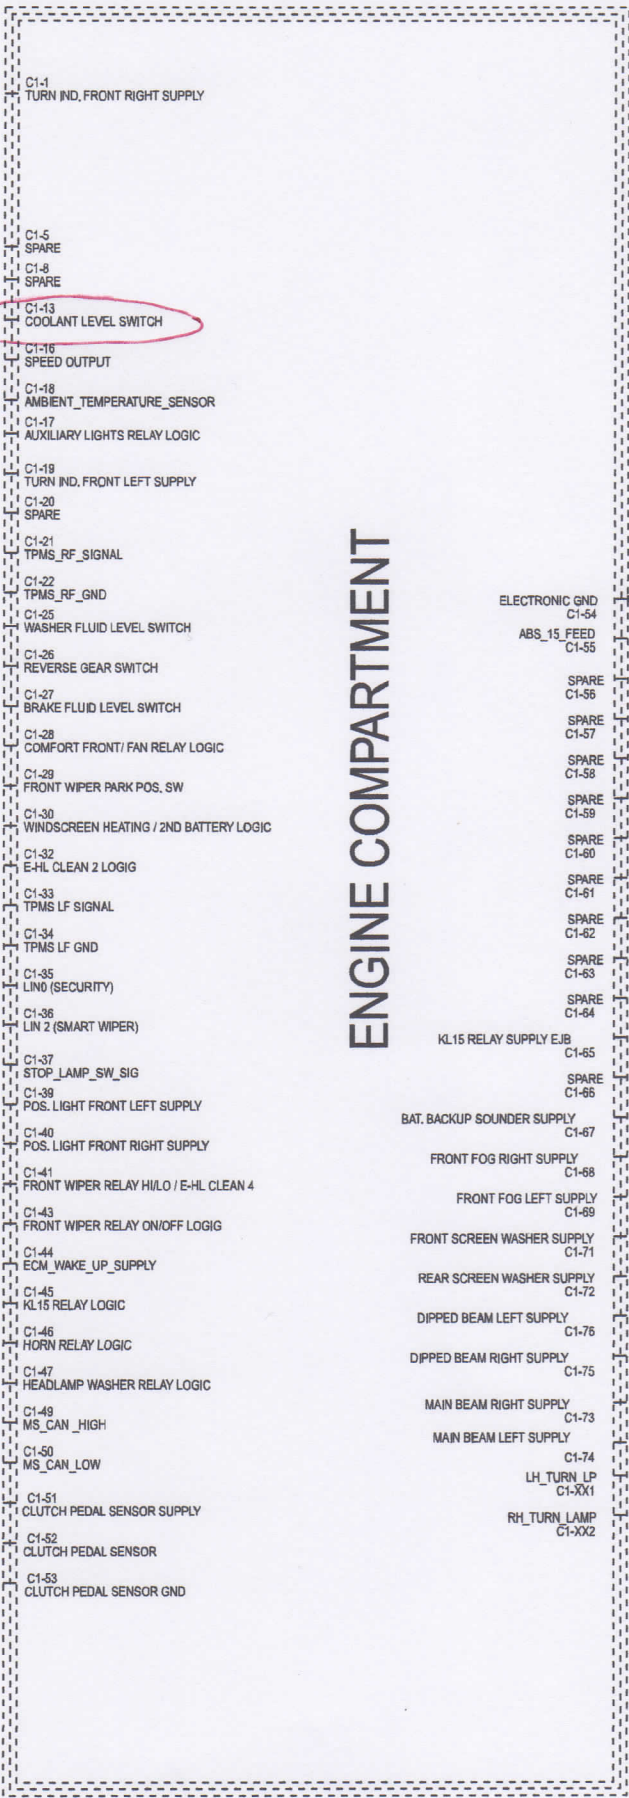 C1-1
TURN IND. FRONT RIGHT SUPPLY
C1-5
SPARE
C1-8
SPARE
C1-13
COOLANT LEVEL SWITCH
C1-16
SPEED OUTPUT
C1-18
AMBIENT_TEMPERATURE_SENSOR
C1-17
AUXILIARY LIGHTS RELAY LOGIC
C1-19
TURN IND. FRONT LEFT SUPPLY
C1-20
SPARE
C1-21
TPMS_RF_SIGNAL
C1-22
TPMS_RF_GND
C1-25
WASHER FLUID LEVEL SWITCH
C1-26
REVERSE GEAR SWITCH
C1-27
BRAKE FLUID LEVEL SWITCH
C1-28
COMFORT FRONT/ FAN RELAY LOGIC
C1-29
FRONT WIPER PARK POS. SW
C1-30
WINDSCREEN HEATING / 2ND BATTERY LOGIC
C1-32
E-HL CLEAN 2 LOGIG
C1-33
TPMS LF SIGNAL
C1-34
TPMS LF GND
C1-35
LIN0 (SECURITY)
C1-36
LIN 2 (SMART WIPER)
C1-37
STOP_LAMP_SW_SIG
C1-39
POS. LIGHT FRONT LEFT SUPPLY
C1-40
POS. LIGHT FRONT RIGHT SUPPLY
C1-41
FRONT WIPER RELAY HI/LO / E-HL CLEAN 4
C1-43
FRONT WIPER RELAY ON/OFF LOGIG
C1-44
ECM_WAKE_UP_SUPPLY
C1-45
KL15 RELAY LOGIC
C1-46
HORN RELAY LOGIC
C1-47
HEADLAMP WASHER RELAY LOGIC
C1-49
MS_CAN _HIGH
C1-50
MS_CAN_LOW
C1-51
CLUTCH PEDAL SENSOR SUPPLY
C1-52
CLUTCH PEDAL SENSOR
C1-53
CLUTCH PEDAL SENSOR GND
ENGINE COMPARTMENT
ELECTRONIC GND
C1-54
ABS_15_FEED
C1-55
SPARE
C1-56
SPARE
C1-57
SPARE
C1-58
SPARE
C1-59
SPARE
C1-60
SPARE
C1-61
SPARE
C1-62
SPARE
C1-63
SPARE
C1-64
KL15 RELAY SUPPLY EJB
C1-65
SPARE
C1-66
BAT. BACKUP SOUNDER SUPPLY
C1-67
FRONT FOG RIGHT SUPPLY
C1-68
FRONT FOG LEFT SUPPLY
C1-69
FRONT SCREEN WASHER SUPPLY
C1-71
REAR SCREEN WASHER SUPPLY
C1-72
DIPPED BEAM LEFT SUPPLY
C1-76
DIPPED BEAM RIGHT SUPPLY
C1-75
MAIN BEAM RIGHT SUPPLY
C1-73
MAIN BEAM LEFT SUPPLY
C1-74
LH_TURN_LP
C1-XX1
RH_TURN_LAMP
C1-XX2